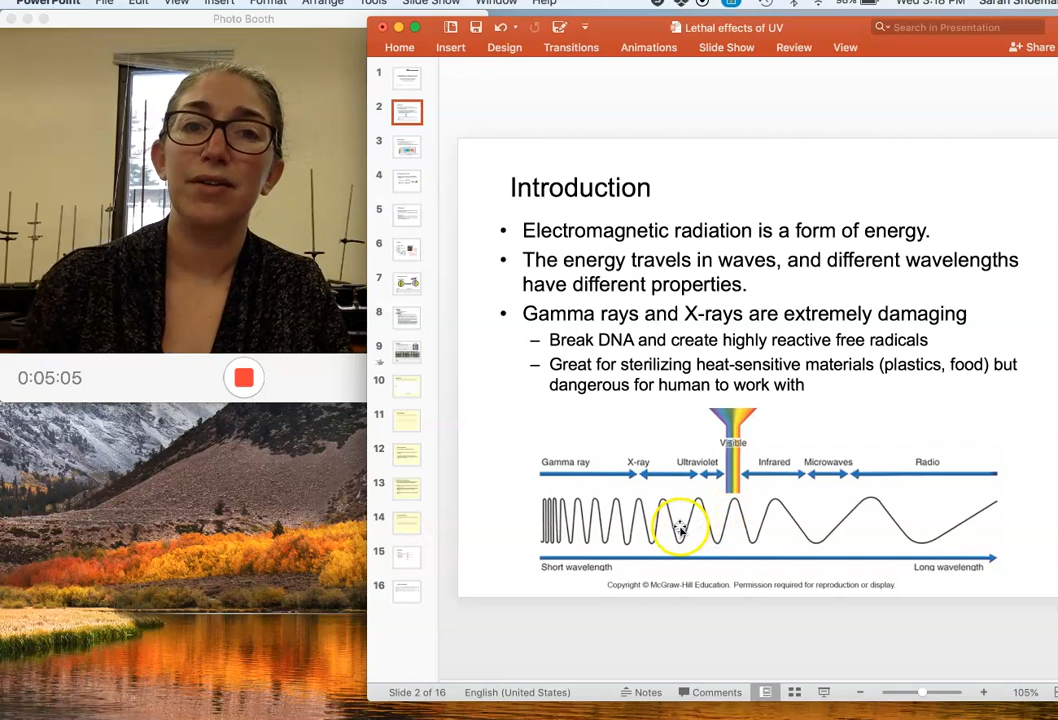 PowerPoint File Edit View Insert Format Arrange Tools Slide Show Window Help 98% Wed 3:18 PM
Photo Booth
Lethal effects of UV
Search in Presentation
Home Insert Design Transitions Animations Slide Show Review View Share
1
2
3
4
5
6
7
8
9
10
11
12
13
14
15
16
Introduction
• Electromagnetic radiation is a form of energy.
• The energy travels in waves, and different wavelengths
have different properties.
• Gamma rays and X-rays are extremely damaging
– Break DNA and create highly reactive free radicals
– Great for sterilizing heat-sensitive materials (plastics, food) but
dangerous for human to work with
Visible
Gamma ray X-ray Ultraviolet Infrared Microwaves Radio
Short wavelength Long wavelength
Copyright © McGraw-Hill Education. Permission required for reproduction or display.
0:05:05
Slide 2 of 16 English (United States) Notes Comments 105%